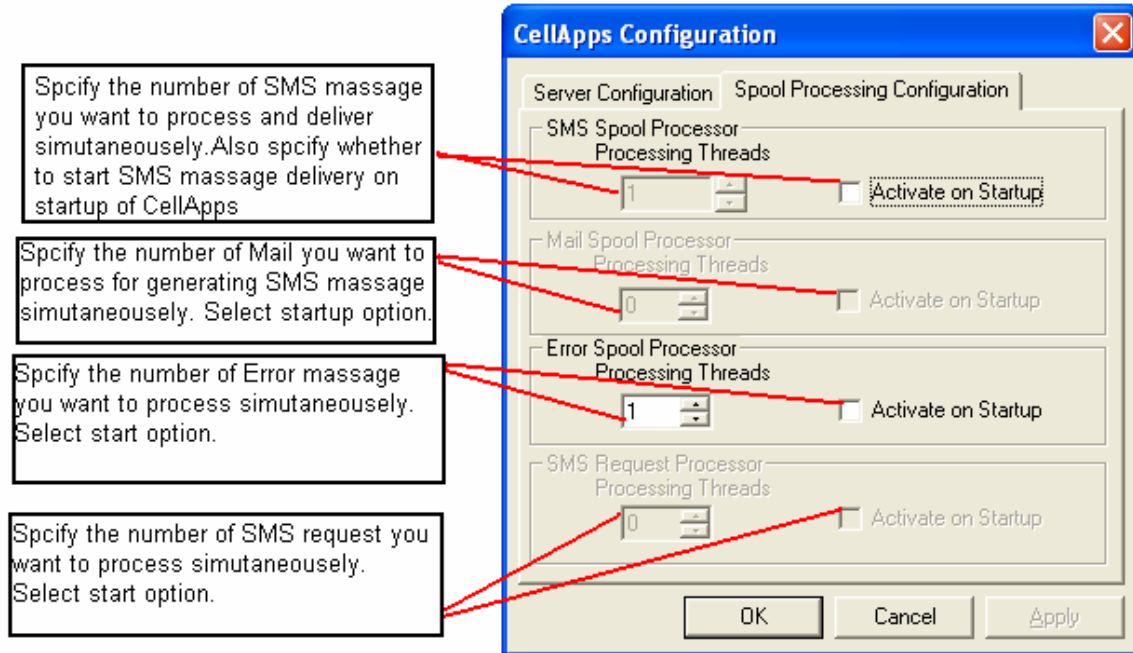 CellApps Configuration
Server Configuration
Spool Processing Configuration
Spcify the number of SMS massage
you want to process and deliver
simutaneousely.Also spcify whether
to start SMS massage delivery on
startup of CellApps
SMS Spool Processor
Processing Threads
1
Activate on Startup
Spcify the number of Mail you want to
process for generating SMS massage
simutaneousely. Select startup option.
Mail Spool Processor
Processing Threads
0
Activate on Startup
Spcify the number of Error massage
you want to process simutaneousely.
Select start option.
Error Spool Processor
Processing Threads
1
Activate on Startup
Spcify the number of SMS request you
want to process simutaneousely.
Select start option.
SMS Request Processor
Processing Threads
0
Activate on Startup
OK
Cancel
Apply